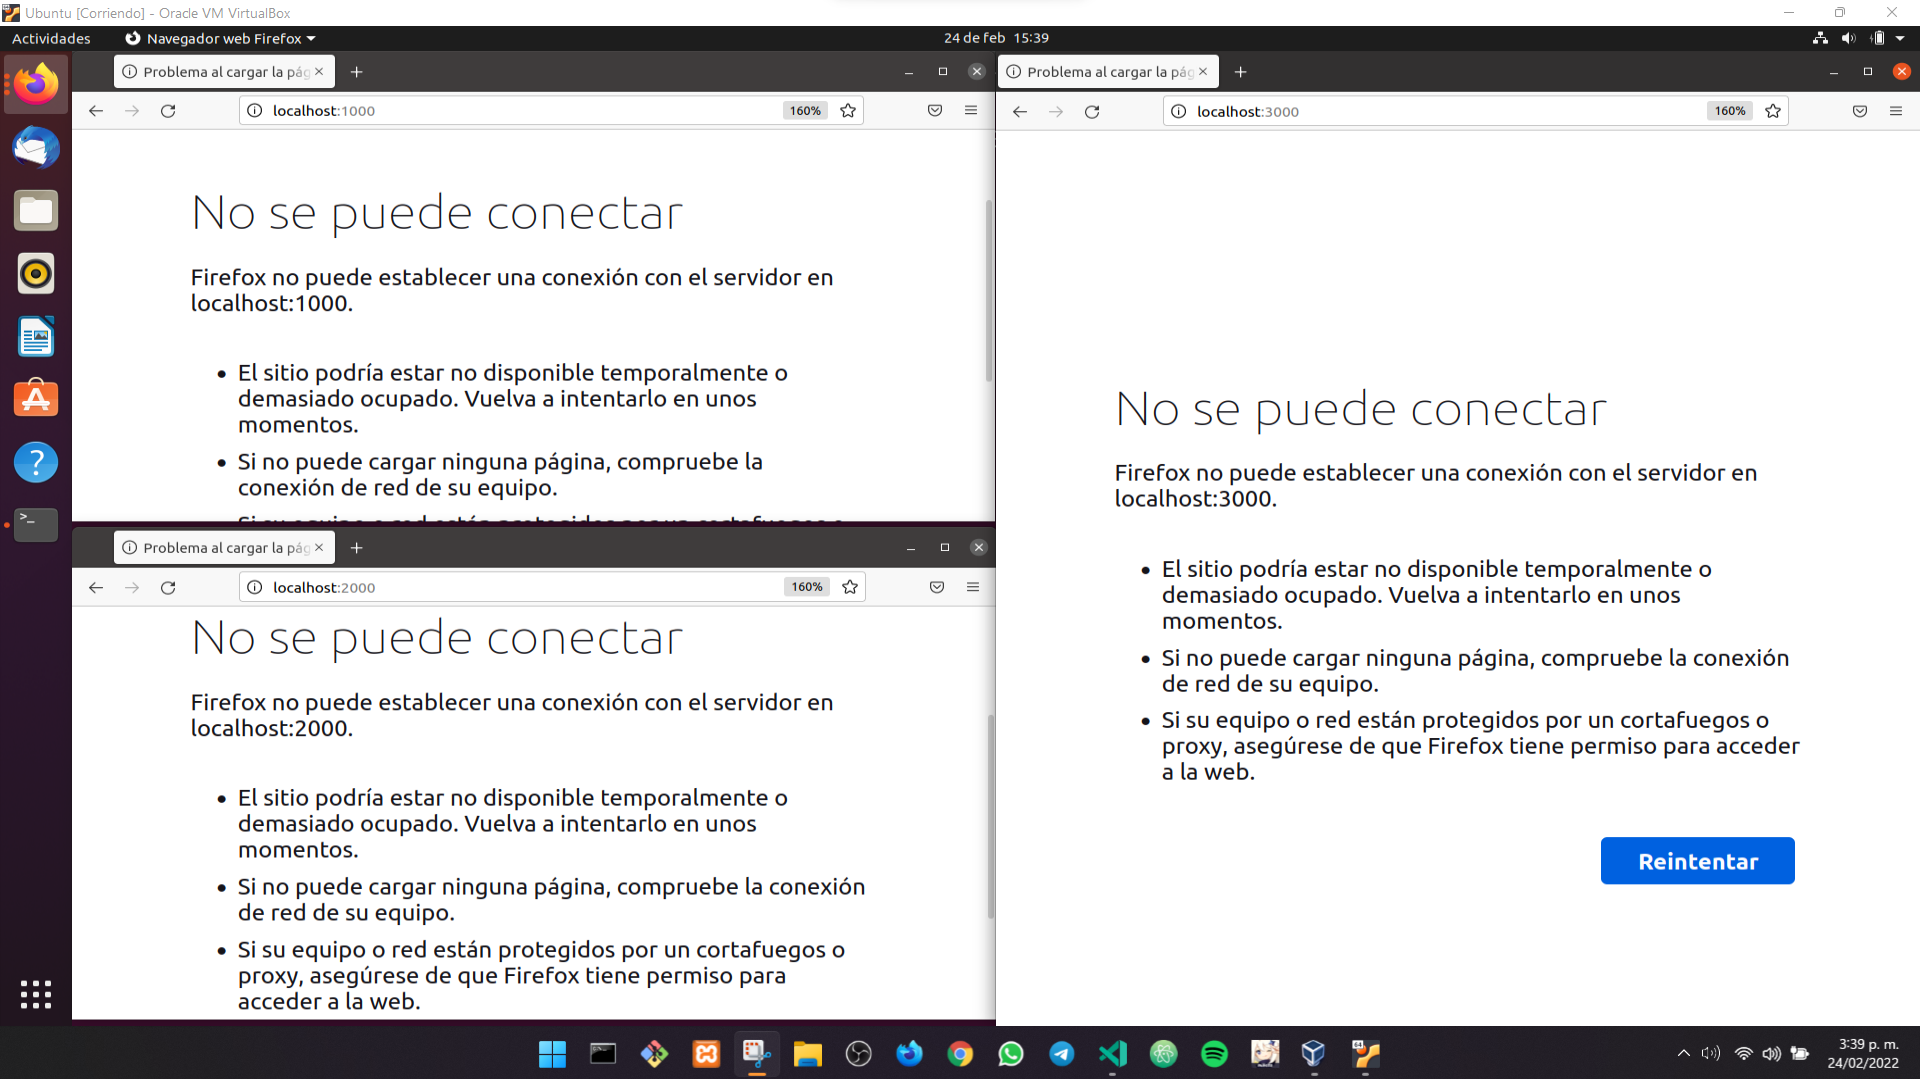 Ubuntu [Corriendo] - Oracle VM VirtualBox
Actividades
Navegador web Firefox
24 de feb 15:39
Problema al cargar la pág
localhost:1000
160%
No se puede conectar
Firefox no puede establecer una conexión con el servidor en
localhost:1000.
El sitio podría estar no disponible temporalmente o
demasiado ocupado. Vuelva a intentarlo en unos
momentos.
Si no puede cargar ninguna página, compruebe la
conexión de red de su equipo.
Si su equipo o red están protegidos por un cortafuegos o
Problema al cargar la pág
localhost:2000
160%
No se puede conectar
Firefox no puede establecer una conexión con el servidor en
localhost:2000.
El sitio podría estar no disponible temporalmente o
demasiado ocupado. Vuelva a intentarlo en unos
momentos.
Si no puede cargar ninguna página, compruebe la conexión
de red de su equipo.
Si su equipo o red están protegidos por un cortafuegos o
proxy, asegúrese de que Firefox tiene permiso para
acceder a la web.
Problema al cargar la pág
localhost:3000
160%
No se puede conectar
Firefox no puede establecer una conexión con el servidor en
localhost:3000.
El sitio podría estar no disponible temporalmente o
demasiado ocupado. Vuelva a intentarlo en unos
momentos.
Si no puede cargar ninguna página, compruebe la conexión
de red de su equipo.
Si su equipo o red están protegidos por un cortafuegos o
proxy, asegúrese de que Firefox tiene permiso para acceder
a la web.
Reintentar
3:39 p. m.
24/02/2022